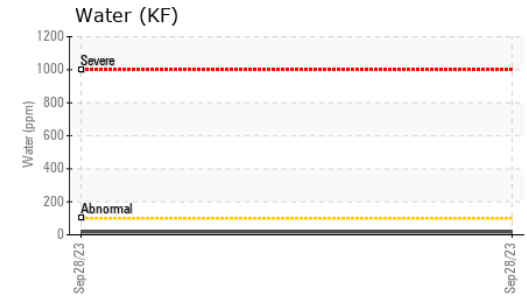 Water (KF)
1200
Severe
1000
800
Water (ppm)
600
400
200
Abnormal
0
Sep28/23
Sep28/23